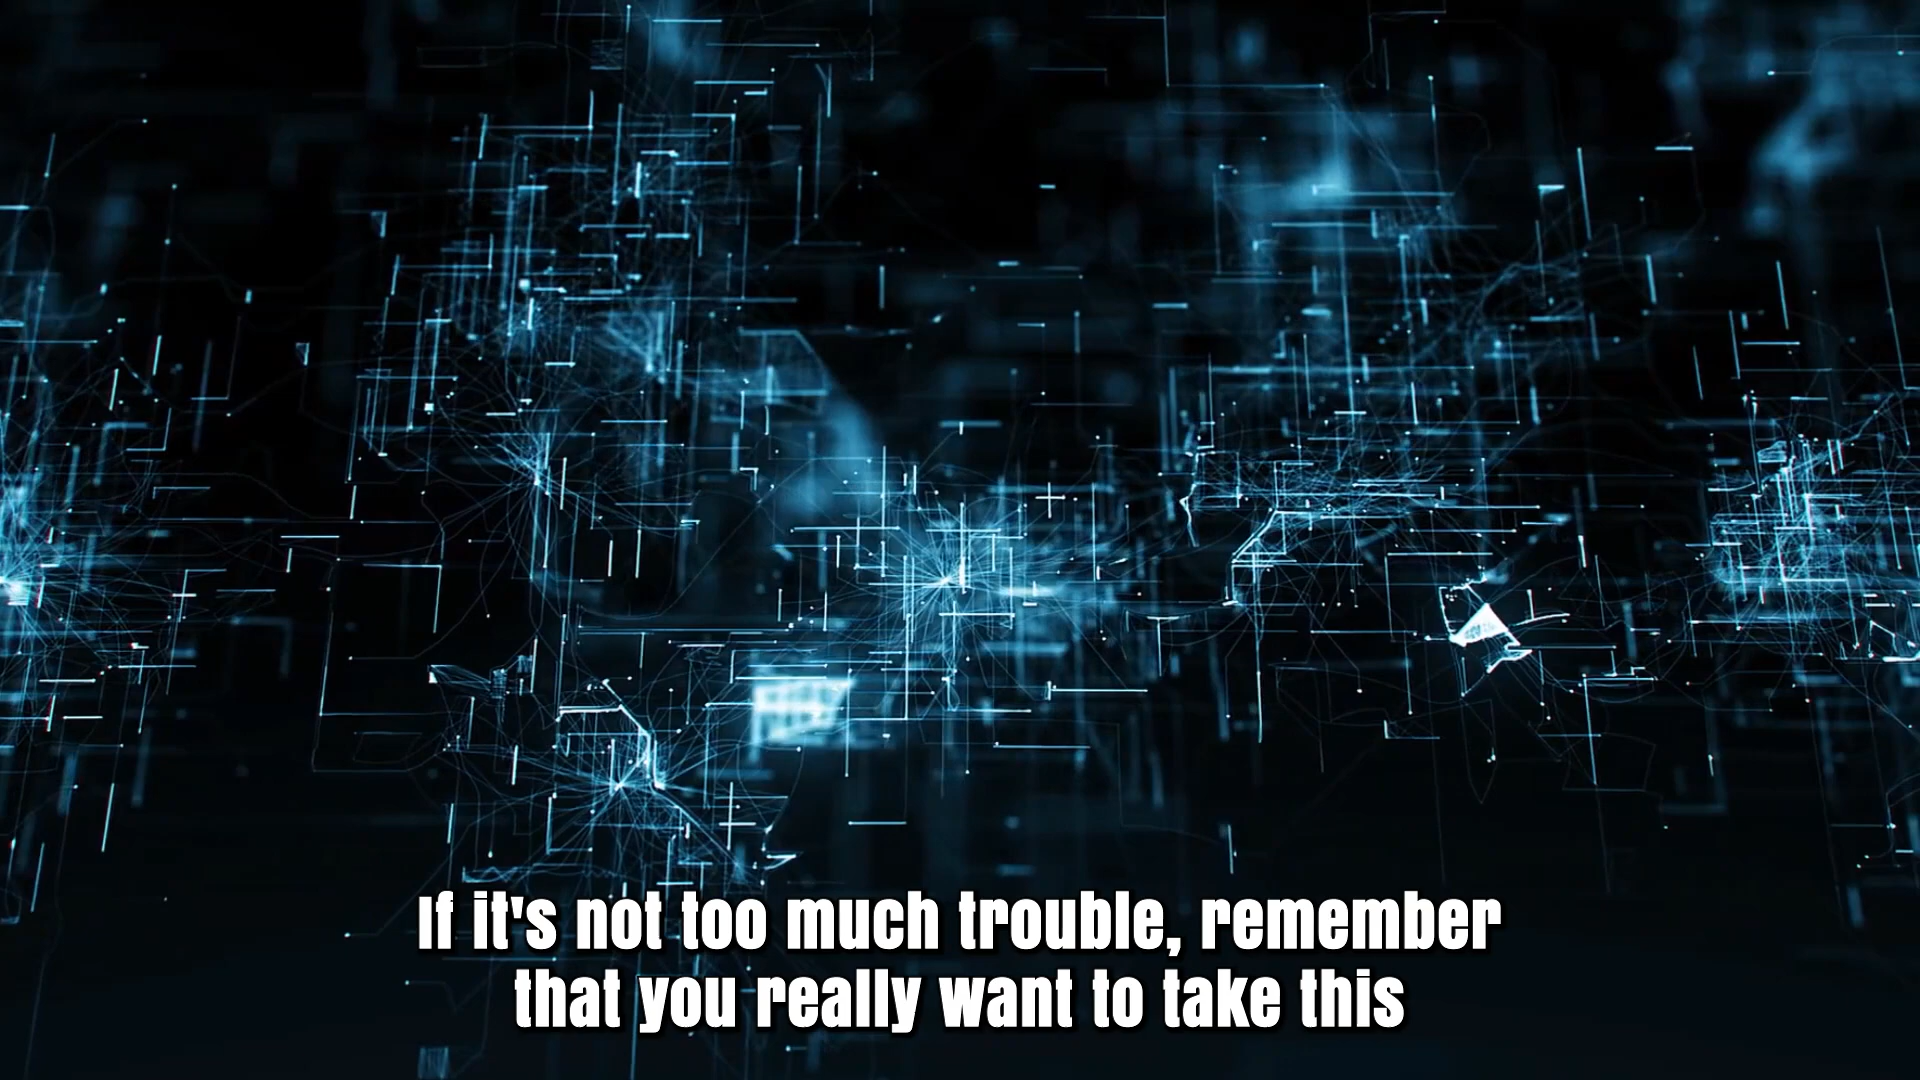 If it's not too much trouble, remember
that you really want to take this